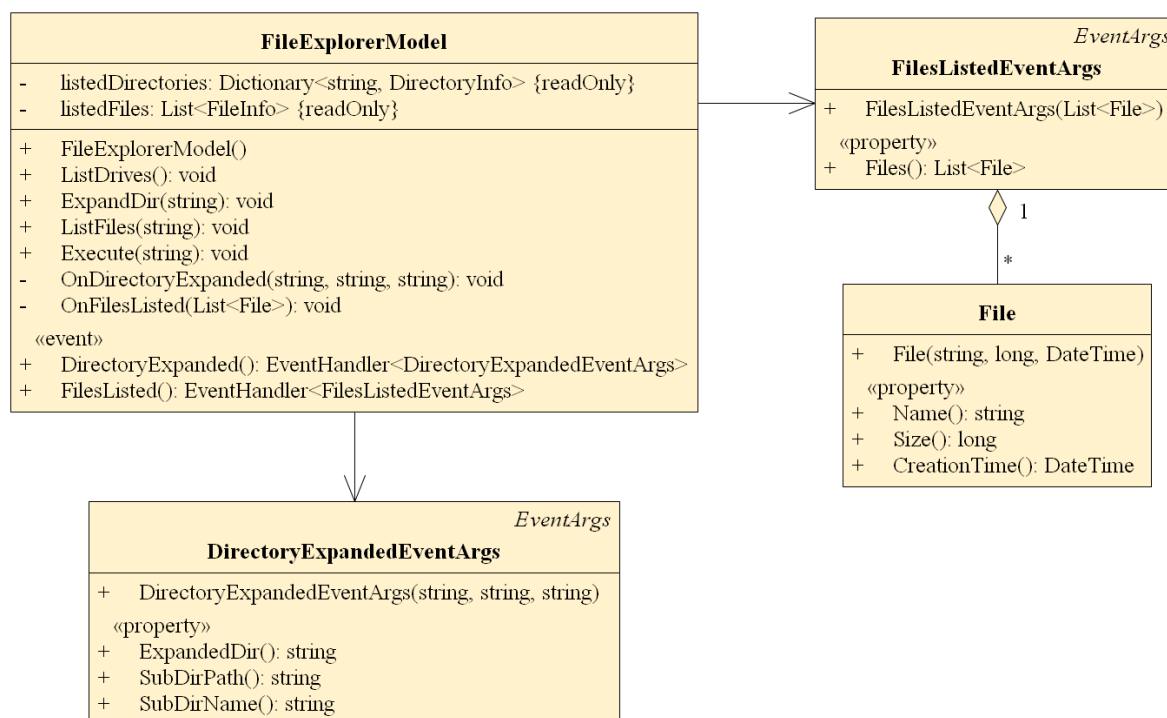 FileExplorerModel
- listedDirectories: Dictionary<string, DirectoryInfo> {readOnly}
- listedFiles: List<FileInfo> {readOnly}
+ FileExplorerModel()
+ ListDrives(): void
+ ExpandDir(string): void
+ ListFiles(string): void
+ Execute(string): void
- OnDirectoryExpanded(string, string, string): void
- OnFilesListed(List<File>): void
«event»
+ DirectoryExpanded(): EventHandler<DirectoryExpandedEventArgs>
+ FilesListed(): EventHandler<FilesListedEventArgs>
EventArgs
FilesListedEventArgs
+ FilesListedEventArgs(List<File>)
«property»
+ Files(): List<File>
1
*
File
+ File(string, long, DateTime)
«property»
+ Name(): string
+ Size(): long
+ CreationTime(): DateTime
EventArgs
DirectoryExpandedEventArgs
+ DirectoryExpandedEventArgs(string, string, string)
«property»
+ ExpandedDir(): string
+ SubDirPath(): string
+ SubDirName(): string